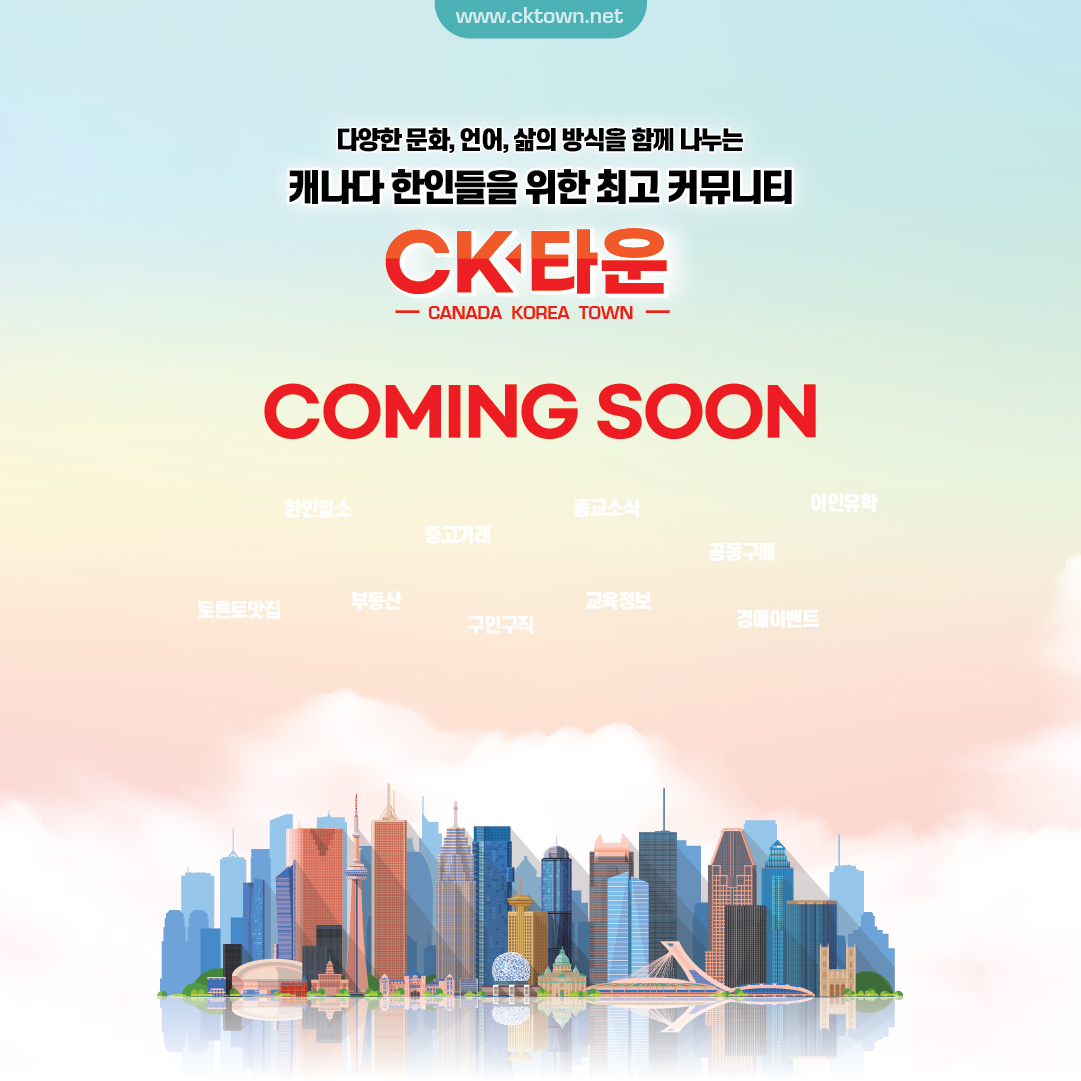 www.cktown.net
다양한 문화, 언어, 삶의 방식을 함께 나누는
캐나다 한인들을 위한 최고 커뮤니티
CK타운
CANADA KOREA TOWN
COMING SOON
한인업소
중고거래
종교소식
공동구매
이민유학
토론토맛집
부동산
구인구직
교육정보
경매이밴트